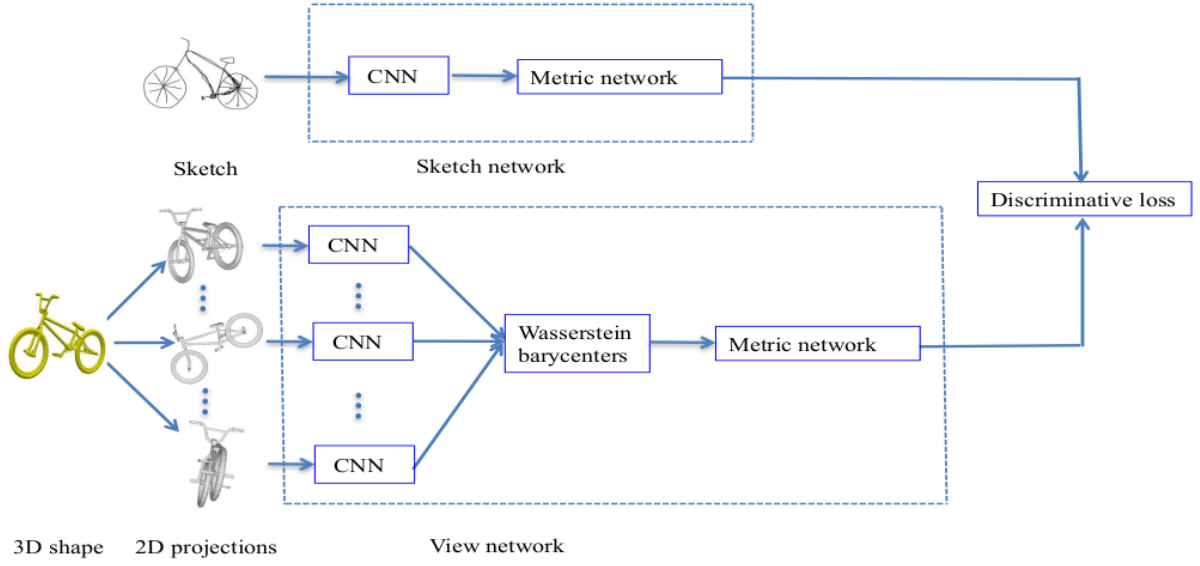 CNN
Metric network
Sketch
Sketch network
Discriminative loss
CNN
CNN
Wasserstein
barycenters
Metric network
CNN
3D shape
2D projections
View network